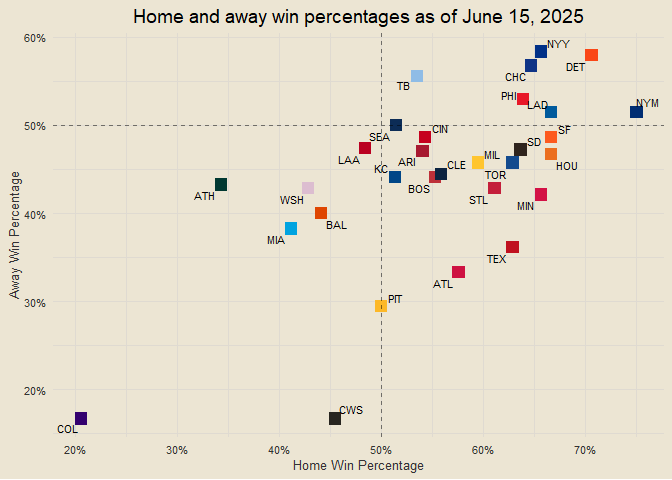 Home and away win percentages as of June 15, 2025
60%
50%
40%
30%
20%
Away Win Percentage
NYY
DET
CHC
TB
PHI
LAD
NYM
SEA
CIN
SF
LAA
ARI
MIL
SD
HOU
KC
CLE
TOR
BOS
ATH
WSH
STL
MIN
BAL
MIA
TEX
ATL
PIT
CWS
COL
20%
30%
40%
50%
60%
70%
Home Win Percentage